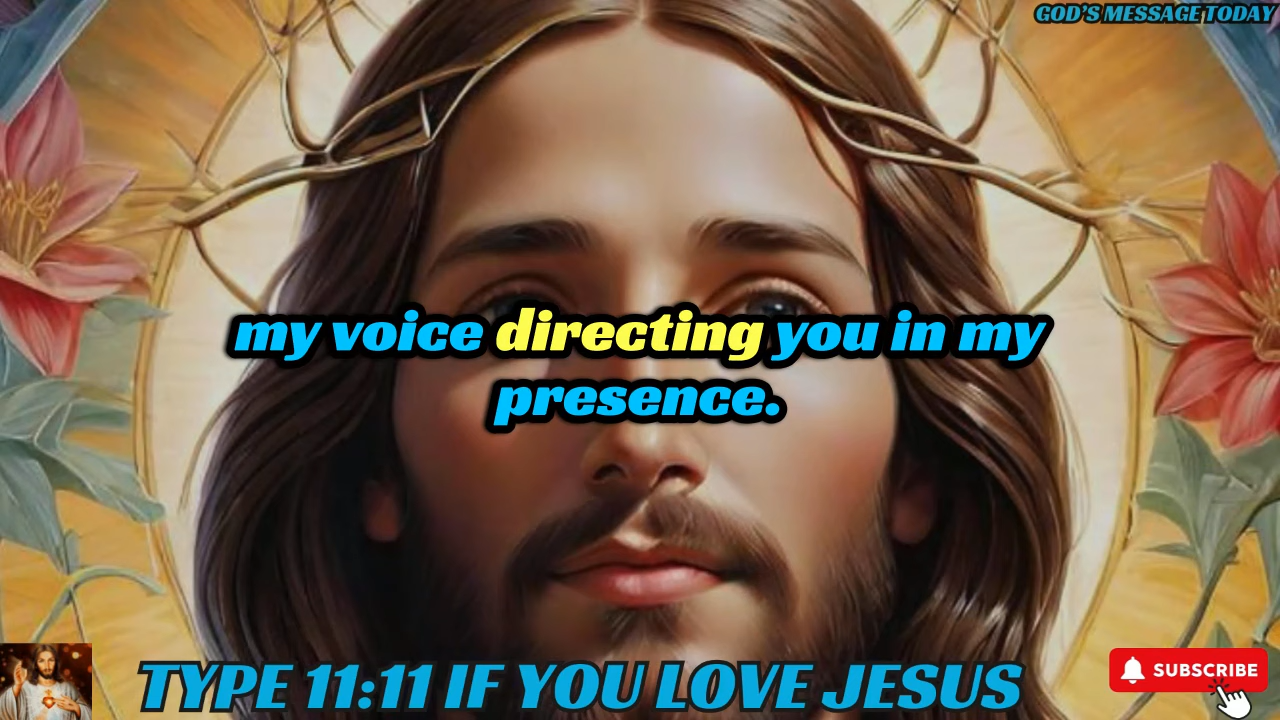 GOD'S MESSAGE TODAY
my voice directing you in my
presence.
TYPE 11:11 IF YOU LOVE JESUS
SUBSCRIBE